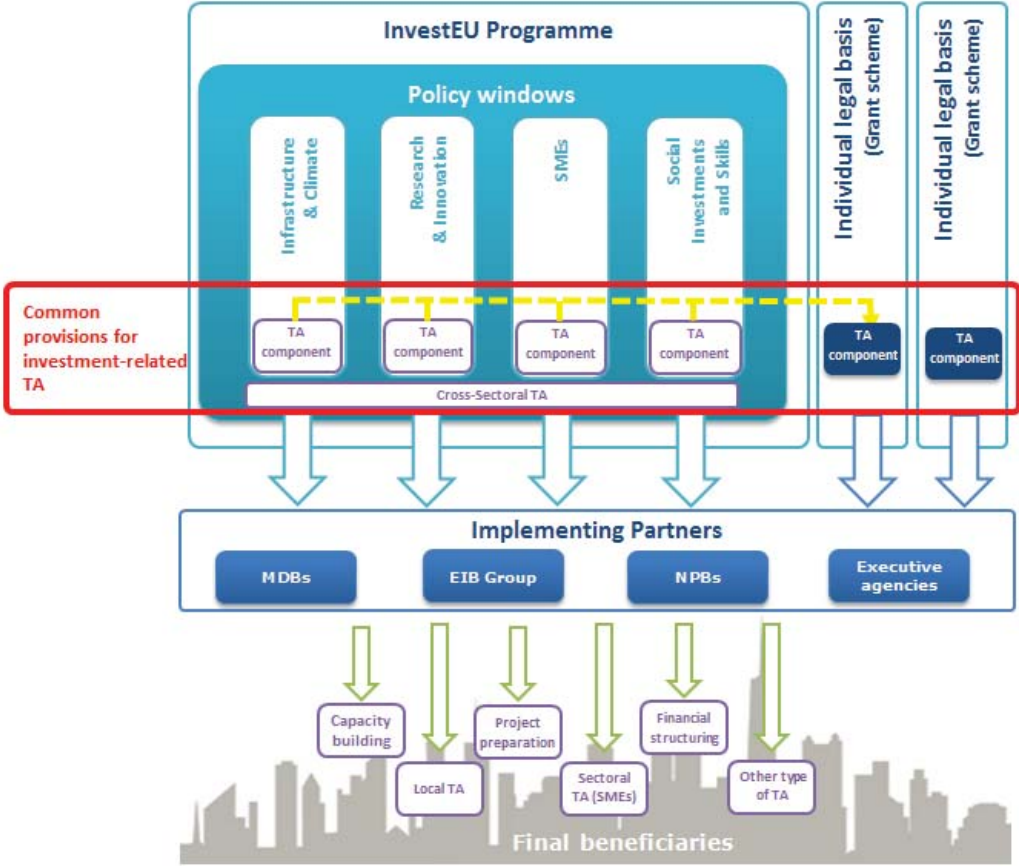 InvestEU Programme
Policy windows
Infrastructure
& Climate
Research
& Innovation
SMEs
Social
Investments
and Skills
Individual legal basis
(Grant scheme)
Individual legal basis
(Grant scheme)
Common
provisions for
investment-related
TA
TA
component
TA
component
TA
component
TA
component
TA
component
TA
component
Cross-Sectoral TA
Implementing Partners
MDBs
EIB Group
NPBs
Executive
agencies
Capacity
building
Project
preparation
Financial
structuring
Local TA
Sectoral
TA (SMEs)
Other type
of TA
Final beneficiaries